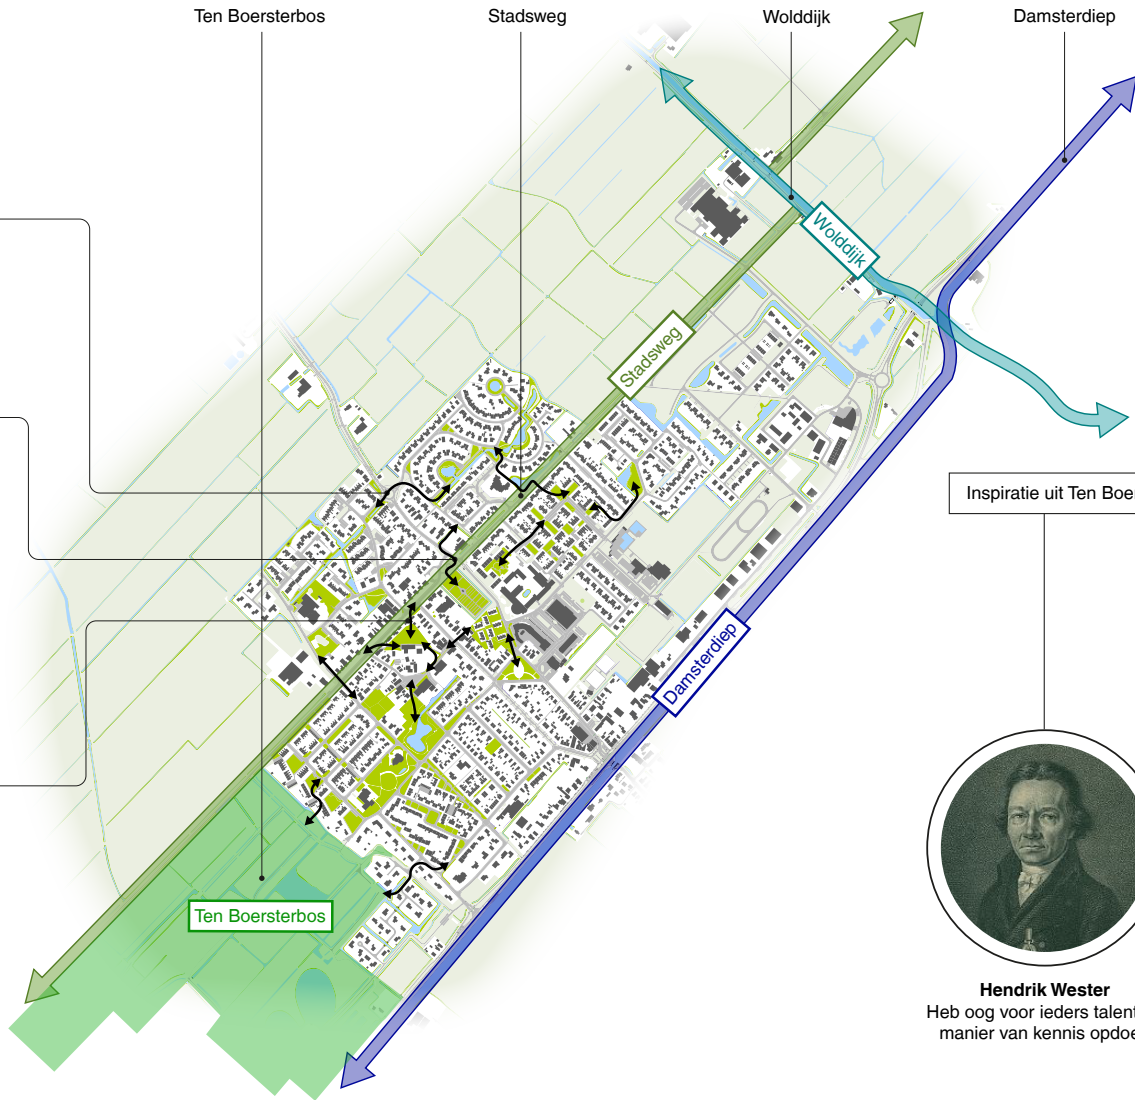 Ten Boersterbos
Stadsweg
Wolddijk
Damsterdiep
Wolddijk
Stadsweg
Inspiratie uit Ten Boer
Damsterdiep
Ten Boersterbos
Hendrik Wester
Heb oog voor ieders talent
manier van kennis opdoe